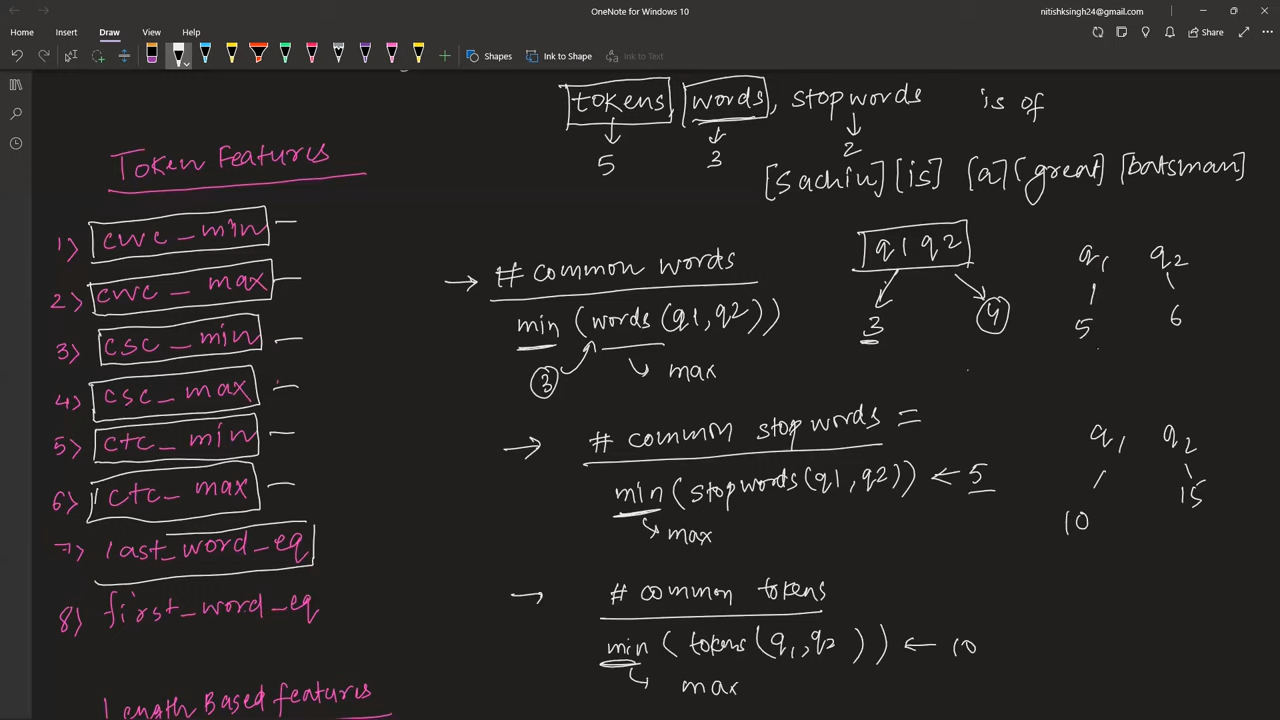 OneNote for Windows 10
nitishksingh24@gmail.com
Home Insert Draw View Help
Share
Shapes Ink to Shape Ink to Text
tokens, words, stopwords is of
5 3 2
[Sachin] [is] [a] [great] [batsman]
Token Features
1) cwc_min
2) cwc_max
3) csc_min
4) csc_max
5) ctc_min
6) ctc_max
7) last_word_eq
8) first_word_eq
Length Based features
→ # common words
min (words (q1, q2))
3 max
q1 q2
3 4
q1 q2
5 6
→ # common stopwords =
min (stopwords (q1, q2)) ← 5
max
q1 q2
10 15
→ # common tokens
min ( tokens (q1, q2 )) ← 10
max